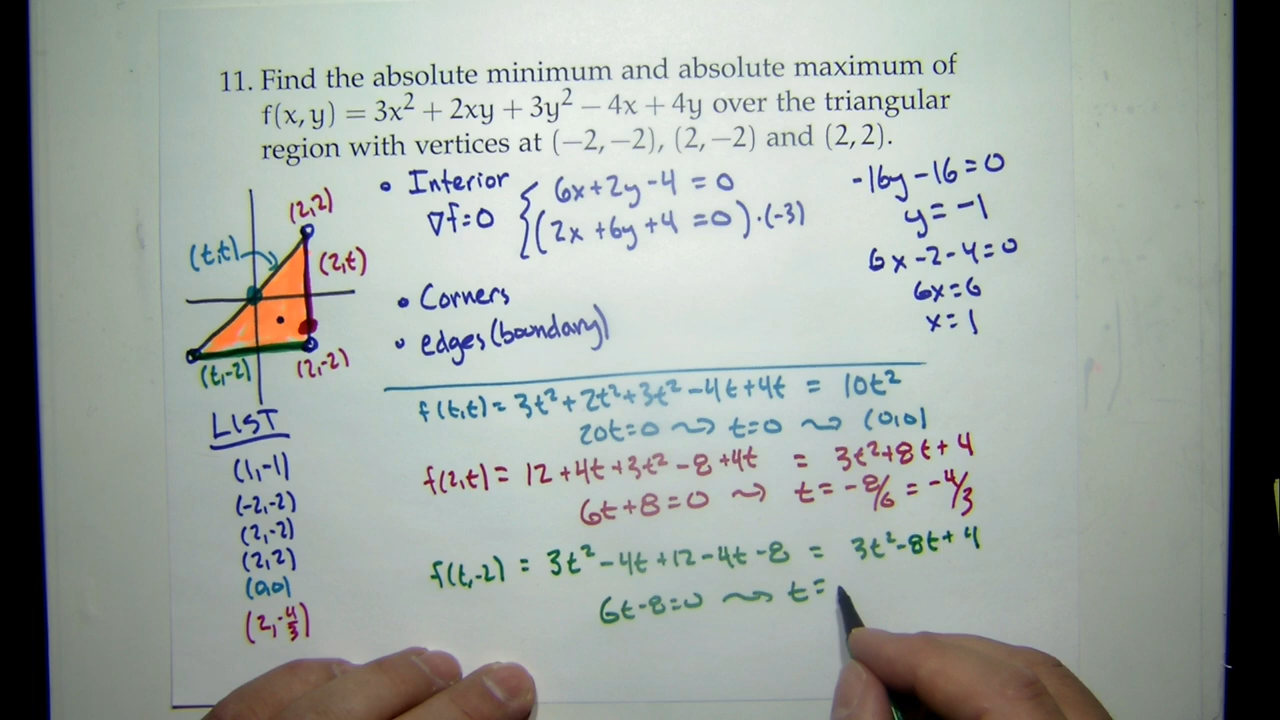 11. Find the absolute minimum and absolute maximum of
f(x, y) = 3x² + 2xy + 3y² − 4x + 4y over the triangular
region with vertices at (−2, −2), (2, −2) and (2, 2).
• Interior
∇f=0
{ 6x+2y-4 = 0
(2x+6y+4 = 0)·(-3)
-16y-16=0
y=-1
6x-2-4=0
6x=6
x=1
(2,2)
(t,t)
(2,t)
(t,-2)
(2,-2)
• Corners
• edges (boundary)
f(t,t) = 3t²+2t²+3t²-4t+4t = 10t²
20t=0 ⤳ t=0 ⤳ (0,0)
f(2,t) = 12+4t+3t²-8+4t = 3t²+8t+4
6t+8=0 ⤳ t=-8/6 = -4/3
f(t,-2) = 3t²-4t+12-4t-8 = 3t²-8t+4
6t-8=0 ⤳ t=
LIST
(1,-1)
(-2,-2)
(2,-2)
(2,2)
(0,0)
(2,-4/3)